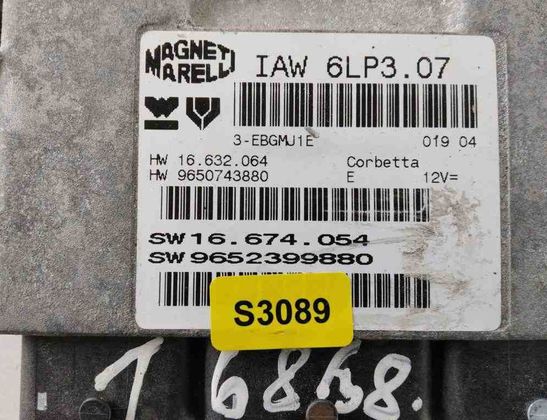 MAGNETI MARELLI
IAW 6LP3.07
3-EBGMJ1E 019 04
HW 16.632.064 Corbetta
HW 9650743880 E 12V=
SW 16.674.054
SW 9652399880
S3089
1 6858.